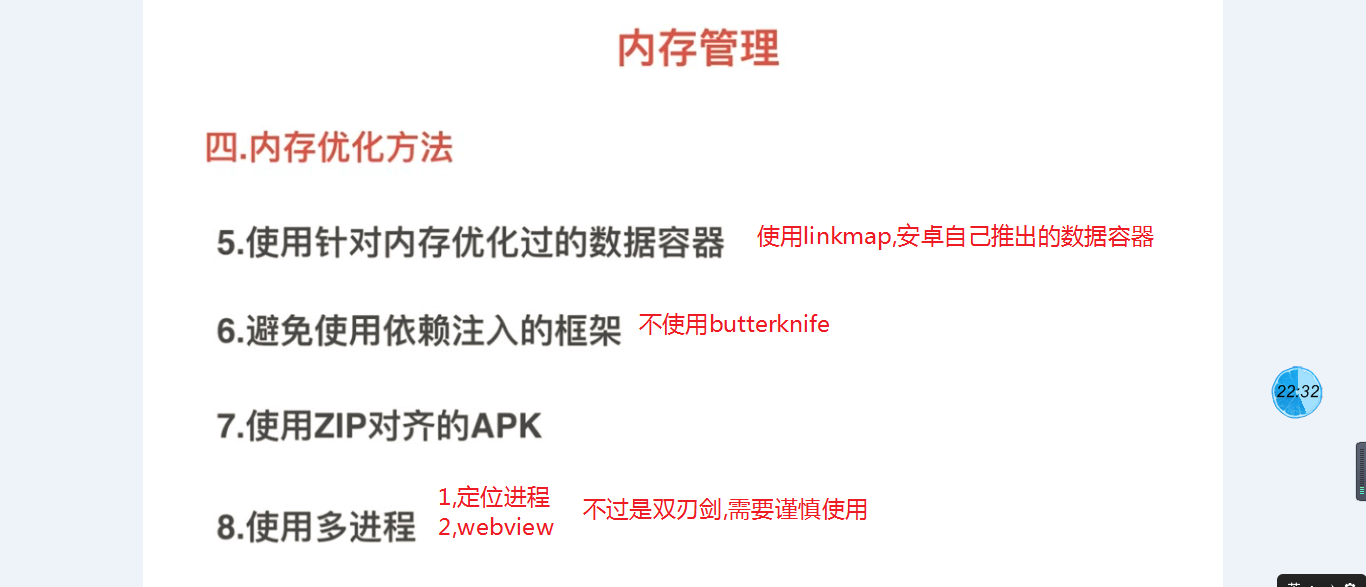 内存管理
四.内存优化方法
5.使用针对内存优化过的数据容器 使用linkmap,安卓自己推出的数据容器
6.避免使用依赖注入的框架 不使用butterknife
22:32
7.使用ZIP对齐的APK
1,定位进程
8.使用多进程 不过是双刃剑,需要谨慎使用
2,webview